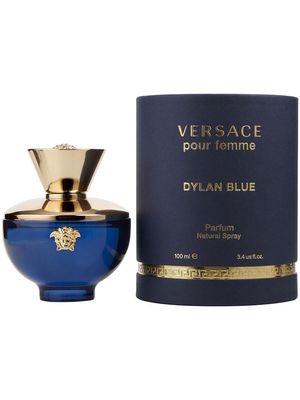 VERSACE
pour femme
DYLAN BLUE
Parfum
Natural Spray
100 ml ℮ 3.4 us fl.oz.